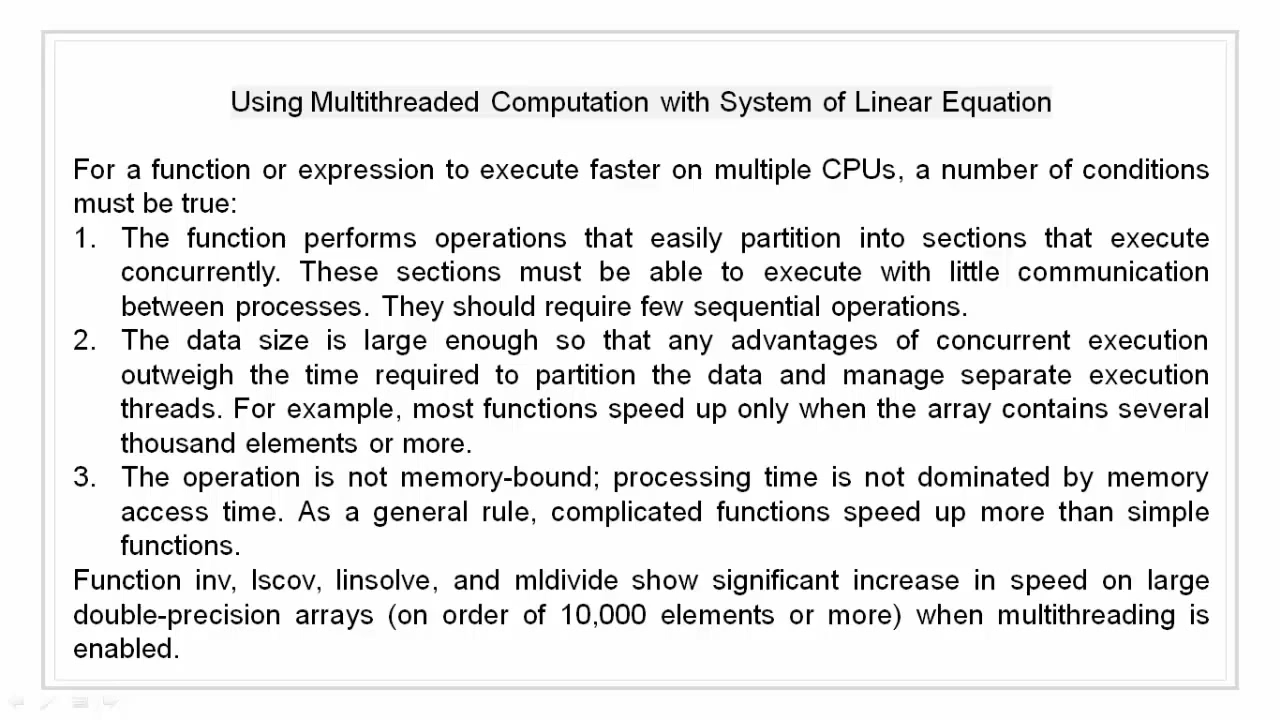 Using Multithreaded Computation with System of Linear Equation
For a function or expression to execute faster on multiple CPUs, a number of conditions
must be true:
1. The function performs operations that easily partition into sections that execute
concurrently. These sections must be able to execute with little communication
between processes. They should require few sequential operations.
2. The data size is large enough so that any advantages of concurrent execution
outweigh the time required to partition the data and manage separate execution
threads. For example, most functions speed up only when the array contains several
thousand elements or more.
3. The operation is not memory-bound; processing time is not dominated by memory
access time. As a general rule, complicated functions speed up more than simple
functions.
Function inv, lscov, linsolve, and mldivide show significant increase in speed on large
double-precision arrays (on order of 10,000 elements or more) when multithreading is
enabled.